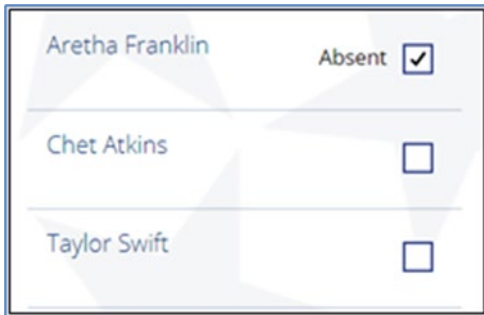 Aretha Franklin
Absent
Chet Atkins
Taylor Swift